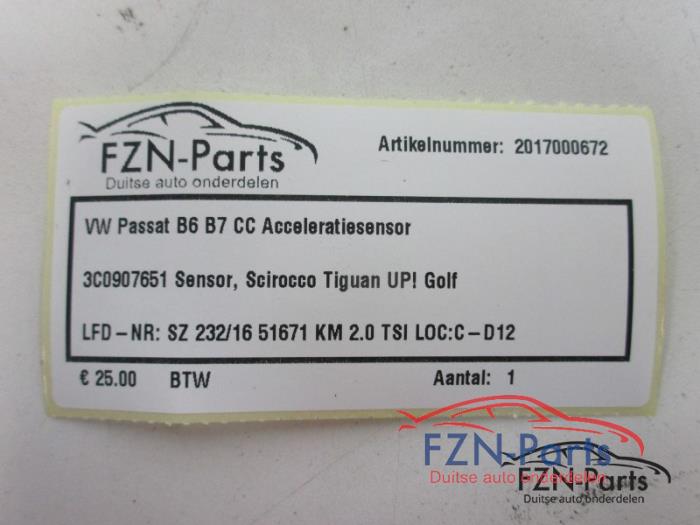 FZN-Parts
Duitse auto onderdelen
Artikelnummer: 2017000672
VW Passat B6 B7 CC Acceleratiesensor
3C0907651 Sensor, Scirocco Tiguan UP! Golf
LFD-NR: SZ 232/16 51671 KM 2.0 TSI LOC:C-D12
€ 25.00 BTW Aantal: 1
FZN-Parts
Duitse auto onderdelen
FZN-Parts
Duitse auto onderdelen